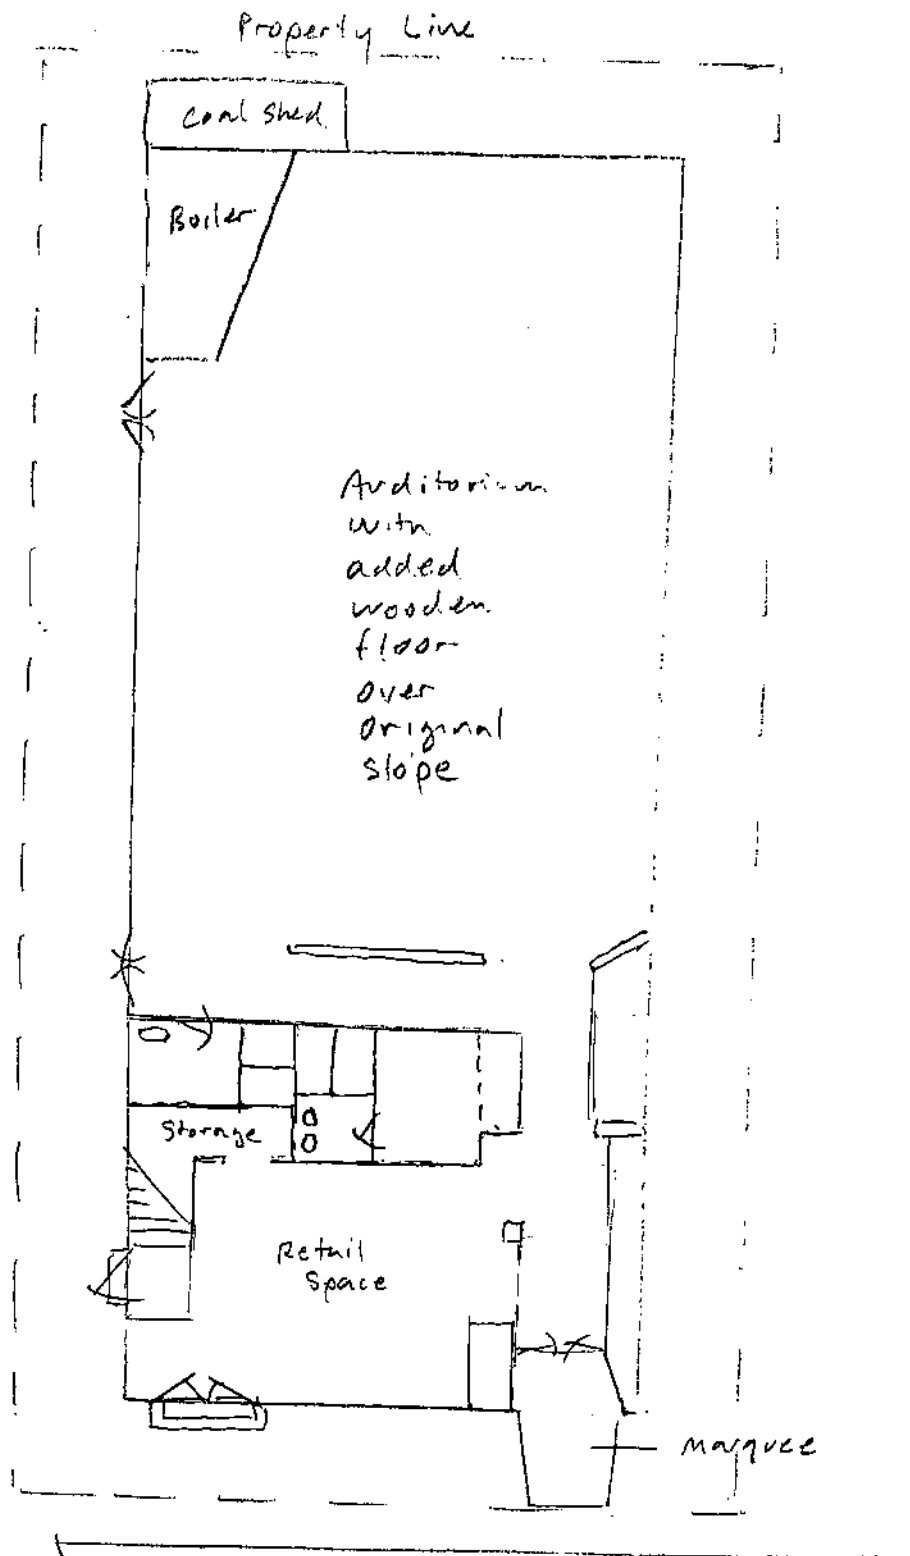 Property Line
Coal Shed
Boiler
Auditorium
with
added
wooden
floor
over
original
slope
Storage
Retail
Space
Marquee